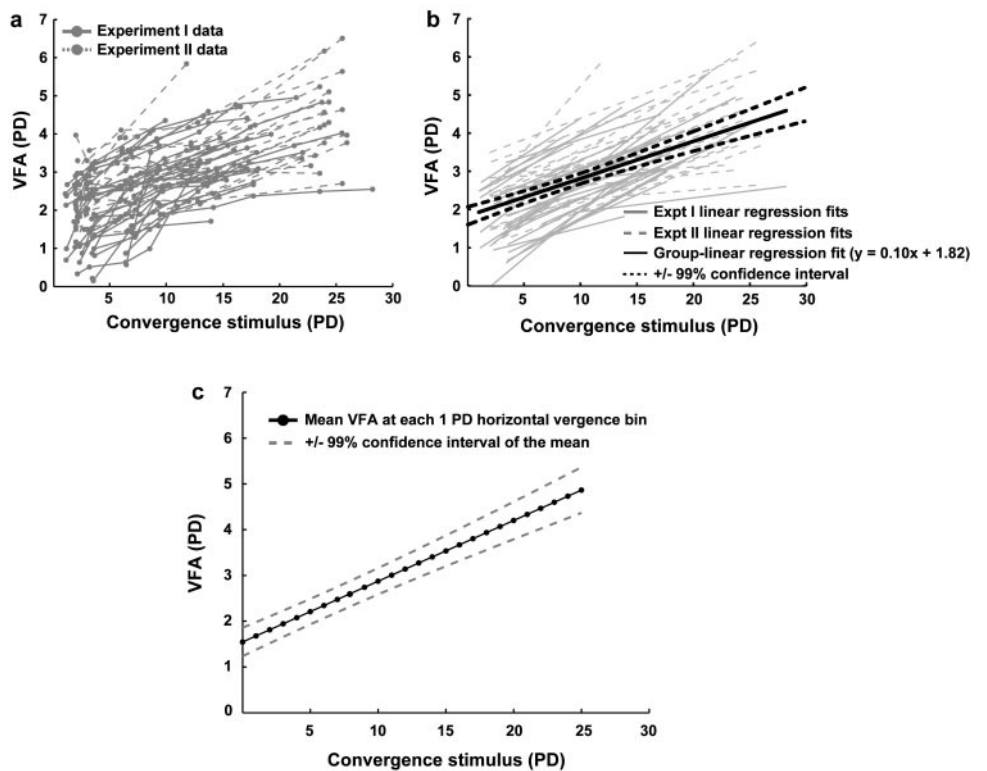 a
7
6
5
4
3
2
1
0
VFA (PD)
Experiment I data
Experiment II data
5 10 15 20 25 30
Convergence stimulus (PD)
b
7
6
5
4
3
2
1
0
VFA (PD)
Expt I linear regression fits
Expt II linear regression fits
Group-linear regression fit (y = 0.10x + 1.82)
+/- 99% confidence interval
5 10 15 20 25 30
Convergence stimulus (PD)
c
7
6
5
4
3
2
1
0
VFA (PD)
Mean VFA at each 1 PD horizontal vergence bin
+/- 99% confidence interval of the mean
5 10 15 20 25 30
Convergence stimulus (PD)